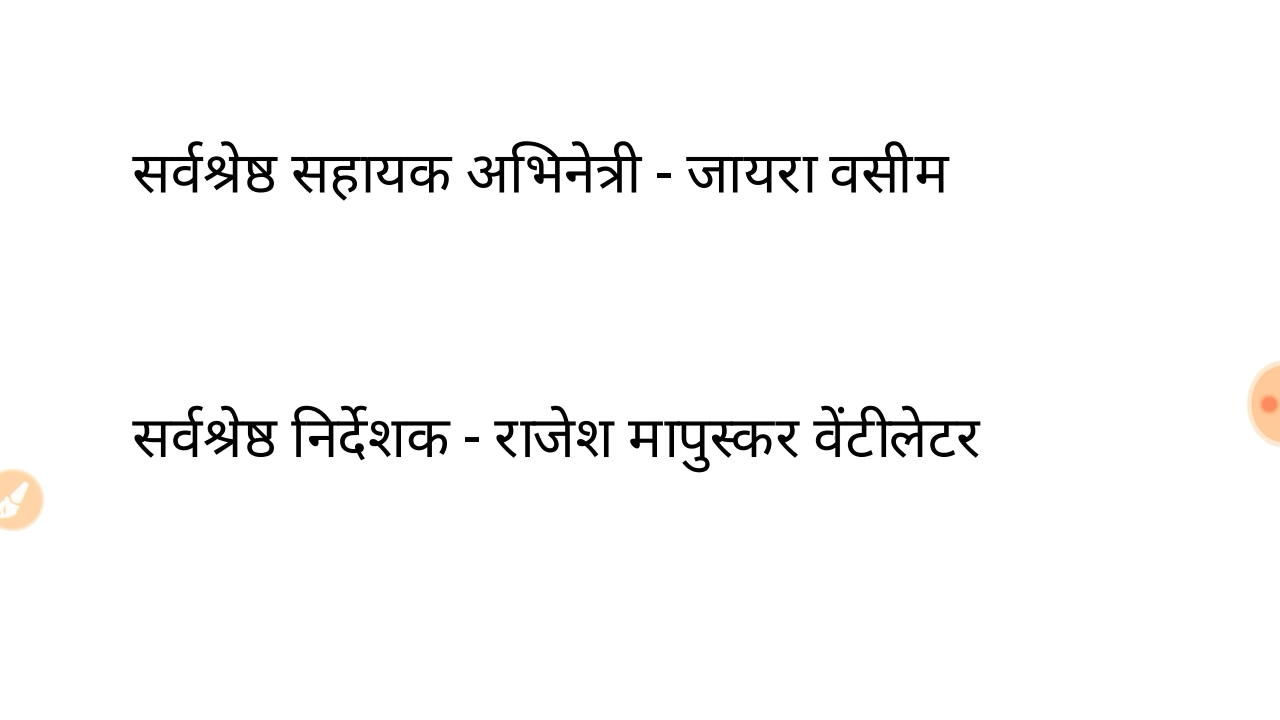 सर्वश्रेष्ठ सहायक अभिनेत्री - जायरा वसीम
सर्वश्रेष्ठ निर्देशक - राजेश मापुस्कर वेंटीलेटर